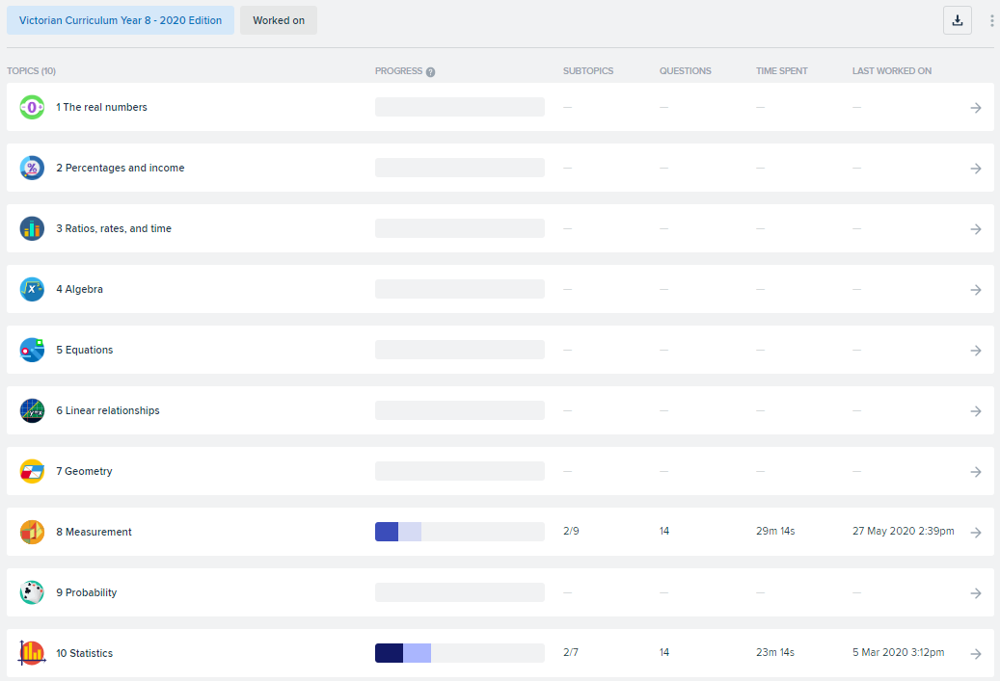 Victorian Curriculum Year 8 - 2020 Edition Worked on
TOPICS (10) PROGRESS ? SUBTOPICS QUESTIONS TIME SPENT LAST WORKED ON
-0+ 1 The real numbers — — — —
% 2 Percentages and income — — — —
3 Ratios, rates, and time — — — —
√x 4 Algebra — — — —
5 Equations — — — —
y=x 6 Linear relationships — — — —
7 Geometry — — — —
8 Measurement 2/9 14 29m 14s 27 May 2020 2:39pm
9 Probability — — — —
10 Statistics 2/7 14 23m 14s 5 Mar 2020 3:12pm